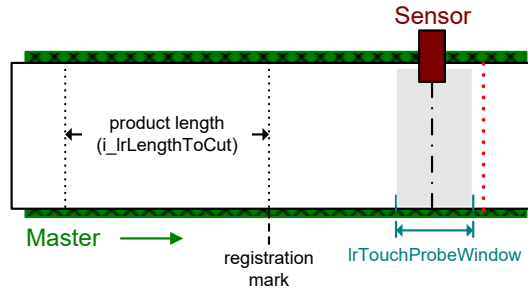 Sensor
product length
(i_lrLengthToCut)
Master
registration
mark
lrTouchProbeWindow